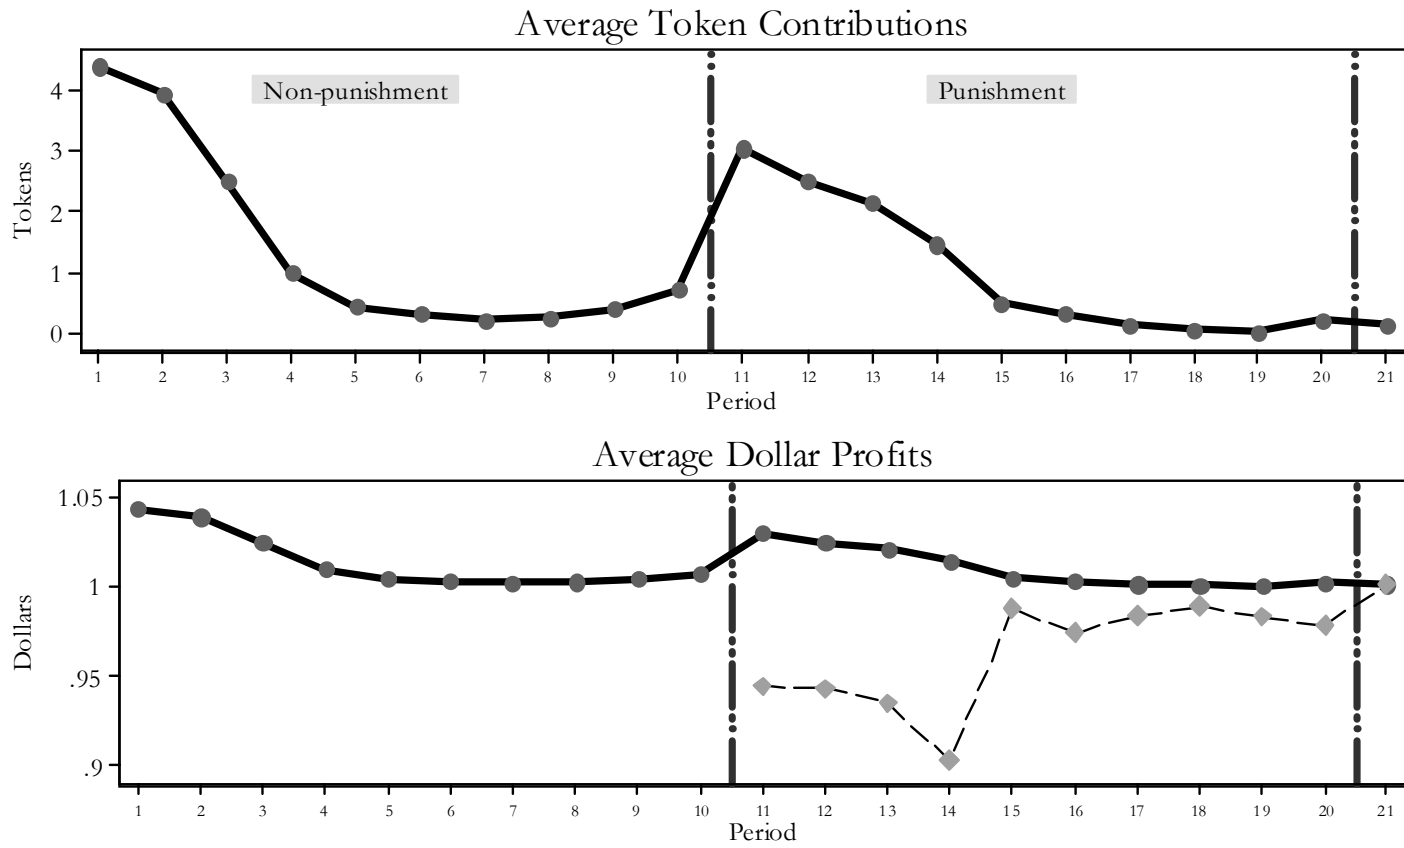 Average Token Contributions
Non-punishment
Punishment
4
3
2
1
0
Tokens
1 2 3 4 5 6 7 8 9 10 11 12 13 14 15 16 17 18 19 20 21
Period
Average Dollar Profits
1.05
1
.95
.9
Dollars
1 2 3 4 5 6 7 8 9 10 11 12 13 14 15 16 17 18 19 20 21
Period